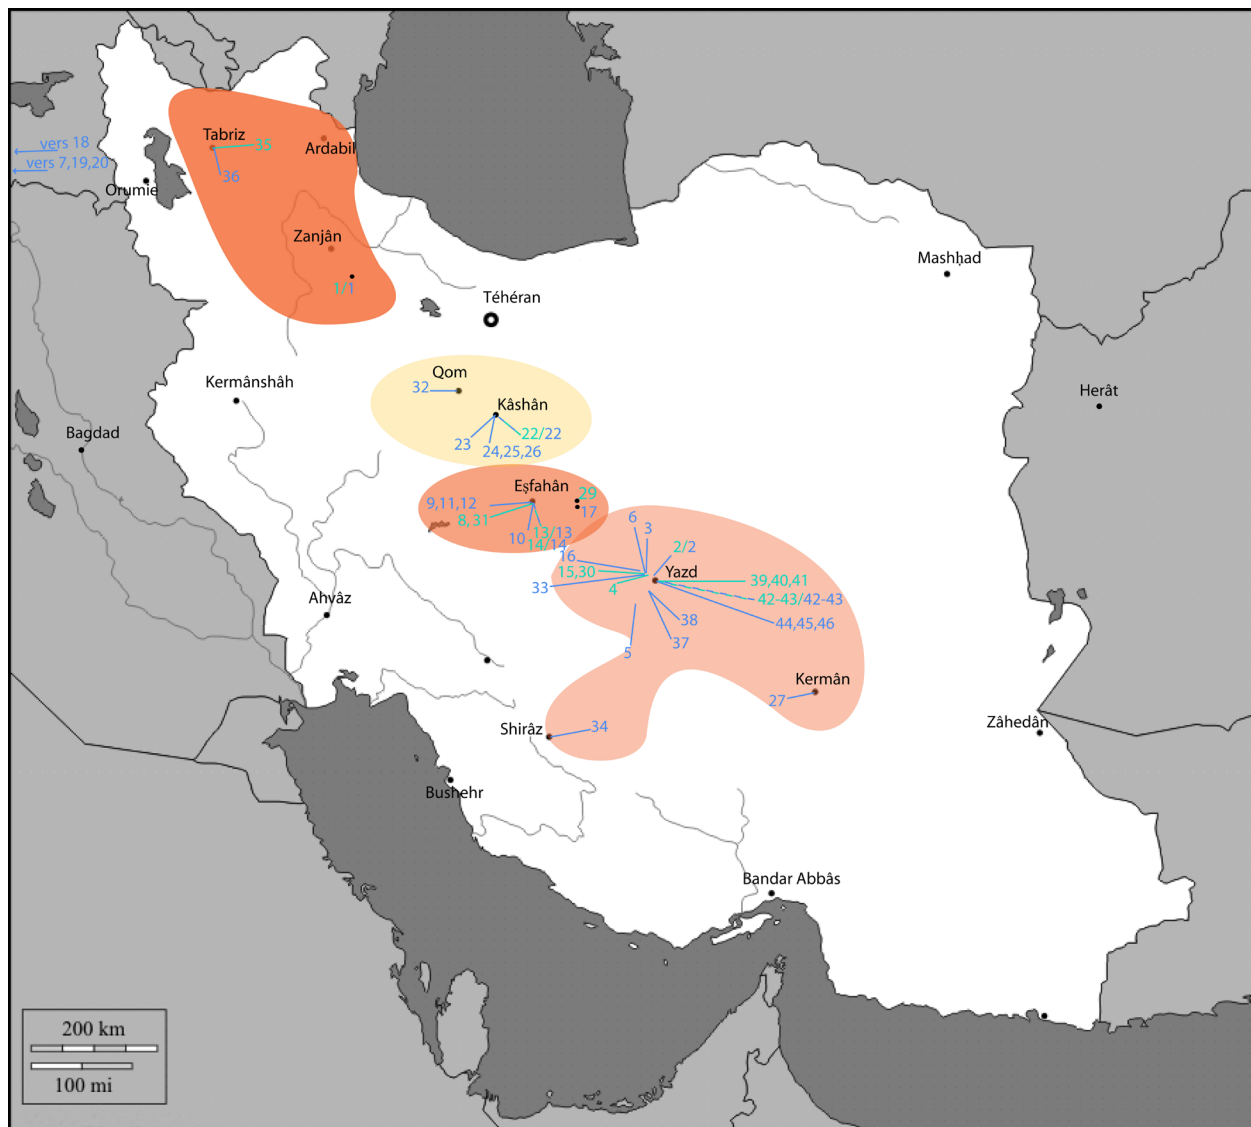 vers 18
vers 7,19,20
Orumie
Tabriz
35
36
Ardabil
Zanjân
1/1
Téhéran
Mashḥad
Kermânshâh
Bagdad
Herât
Qom
32
Kâshân
23
22/22
24,25,26
Eṣfahân
9,11,12
8,31
10
13/13
14/14
29
17
6
3
2/2
16
15,30
4
33
Yazd
39,40,41
42-43/42-43
44,45,46
38
37
5
Ahvâz
Kermân
27
Shirâz
34
Zâhedân
Bushehr
Bandar Abbâs
200 km
100 mi